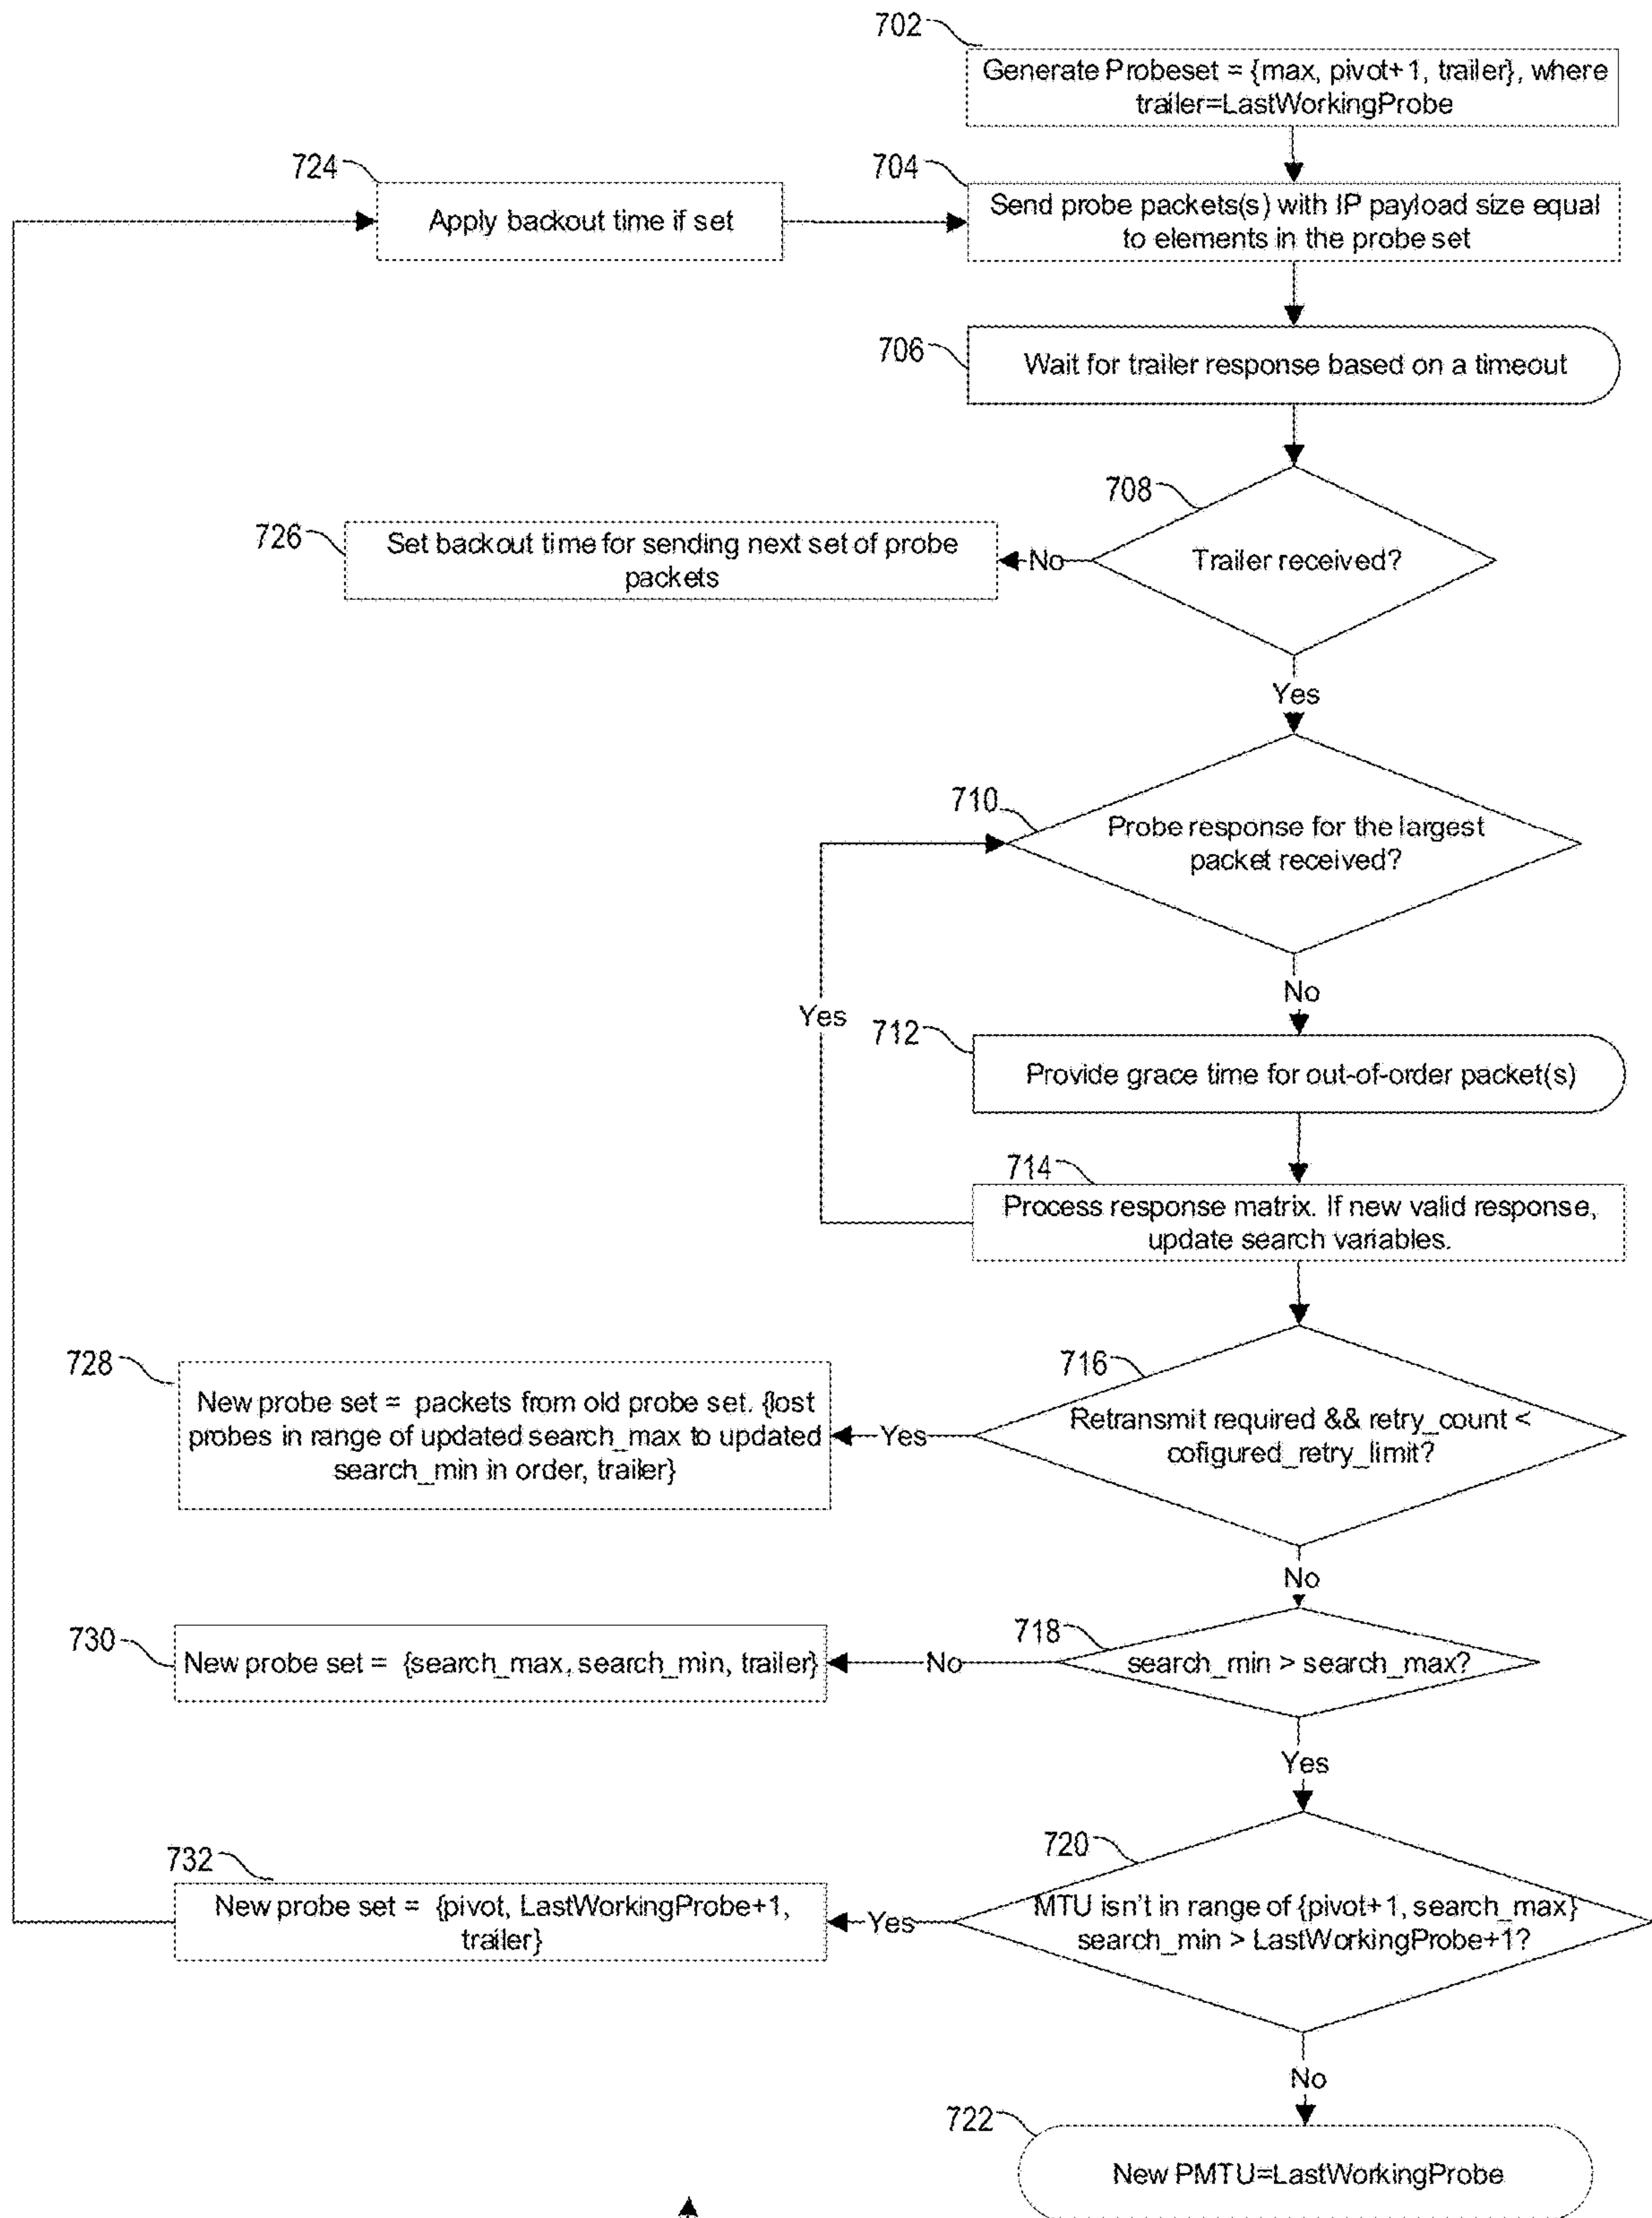 702
Generate Probeset = {max, pivot+1, trailer}, where
trailer=LastWorkingProbe
724
Apply backout time if set
704
Send probe packets(s) with IP payload size equal
to elements in the probe set
706
Wait for trailer response based on a timeout
708
Trailer received?
No
726
Set backout time for sending next set of probe
packets
Yes
710
Probe response for the largest
packet received?
No
Yes
712
Provide grace time for out-of-order packet(s)
714
Process response matrix. If new valid response,
update search variables.
716
Retransmit required && retry_count <
cofigured_retry_limit?
Yes
728
New probe set = packets from old probe set. {lost
probes in range of updated search_max to updated
search_min in order, trailer}
No
718
search_min > search_max?
No
730
New probe set = {search_max, search_min, trailer}
Yes
720
MTU isn't in range of {pivot+1, search_max}
search_min > LastWorkingProbe+1?
Yes
732
New probe set = {pivot, LastWorkingProbe+1,
trailer}
No
722
New PMTU=LastWorkingProbe